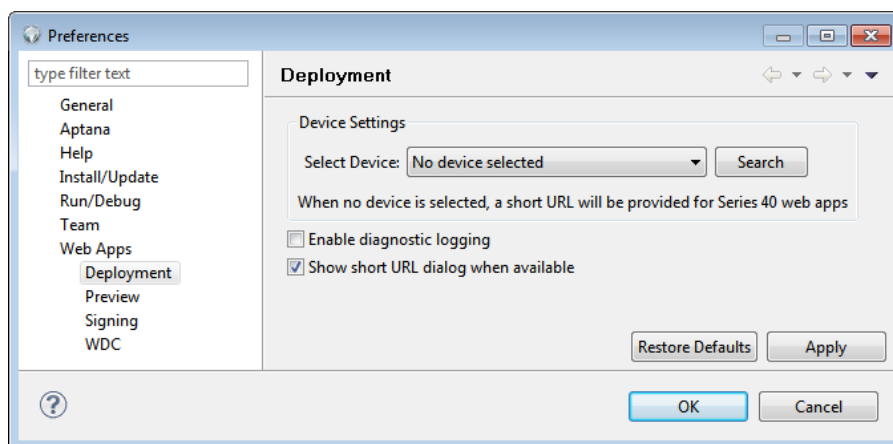 Preferences
type filter text
General
Aptana
Help
Install/Update
Run/Debug
Team
Web Apps
Deployment
Preview
Signing
WDC
Deployment
Device Settings
Select Device: No device selected Search
When no device is selected, a short URL will be provided for Series 40 web apps
Enable diagnostic logging
Show short URL dialog when available
Restore Defaults Apply
? OK Cancel